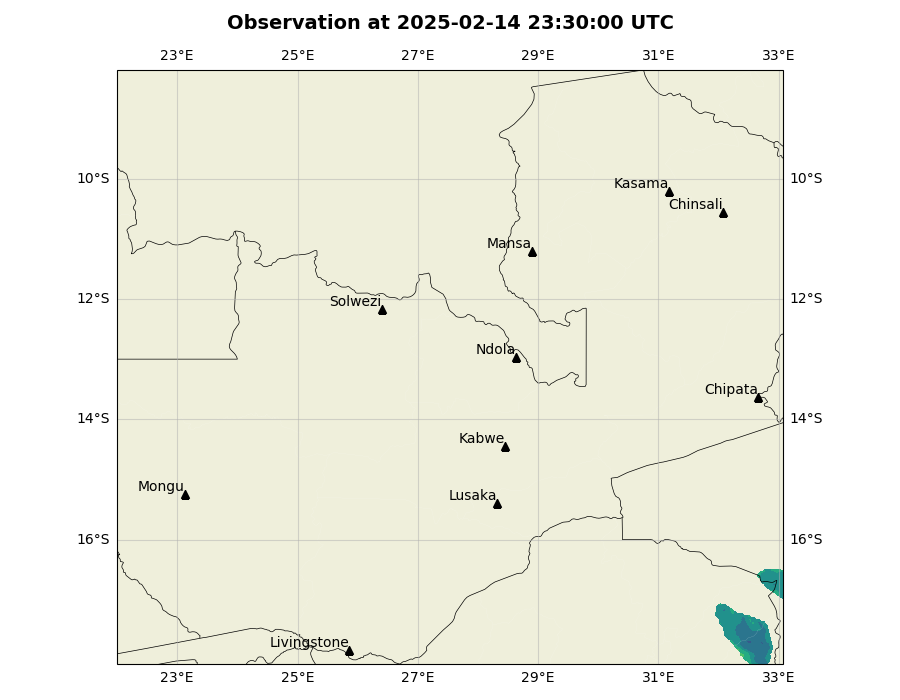 Observation at 2025-02-14 23:30:00 UTC
23°E 25°E 27°E 29°E 31°E 33°E
10°S 10°S
Kasama
Chinsali
Mansa
12°S 12°S
Solwezi
Ndola
Chipata
14°S 14°S
Kabwe
Mongu
Lusaka
16°S 16°S
Livingstone
23°E 25°E 27°E 29°E 31°E 33°E